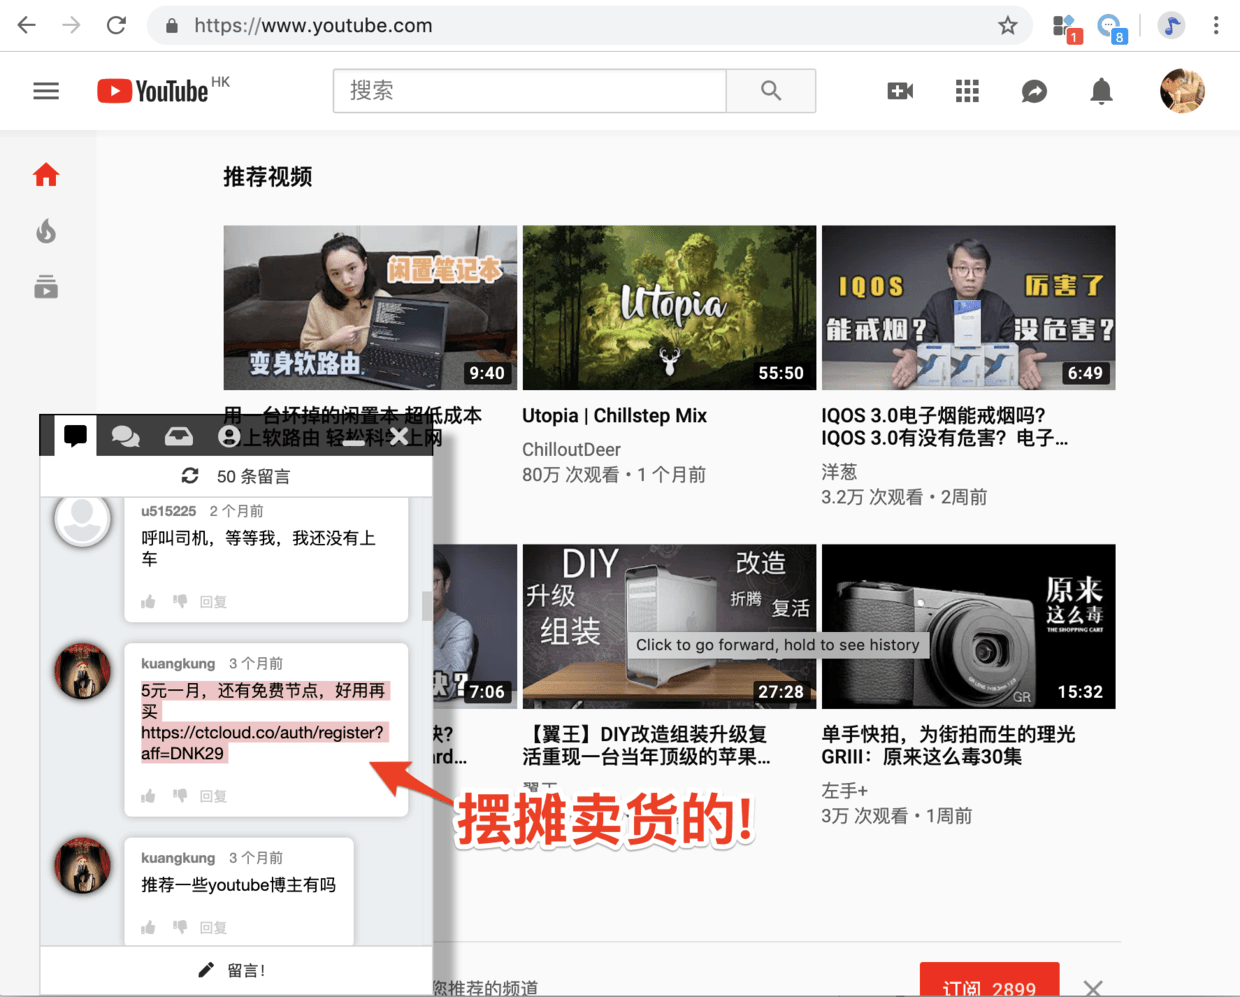 https://www.youtube.com
1
8
YouTube HK
搜索
推荐视频
闲置笔记本
变身软路由
9:40
Utopia
55:50
IQOS
厉害了
能戒烟?
没危害?
6:49
用一台坏掉的闲置本 超低成本
上软路由 轻松科学上网
Utopia | Chillstep Mix
ChilloutDeer
80万 次观看 • 1 个月前
IQOS 3.0电子烟能戒烟吗?
IQOS 3.0有没有危害？电子...
洋葱
3.2万 次观看 • 2周前
50 条留言
u515225 2 个月前
呼叫司机，等等我，我还没有上
车
回复
kuangkung 3 个月前
5元一月，还有免费节点，好用再
买
https://ctcloud.co/auth/register?
aff=DNK29
回复
kuangkung 3 个月前
推荐一些youtube博主有吗
回复
留言!
摆摊卖货的!
7:06
DIY
改造
升级
折腾
复活
组装
Click to go forward, hold to see history
27:28
原来
这么毒
THE SHOPPING CART
GR
15:32
【翼王】DIY改造组装升级复
活重现一台当年顶级的苹果...
单手快拍，为街拍而生的理光
GRIII：原来这么毒30集
左手+
3万 次观看 • 1周前
您推荐的频道
订阅 2899